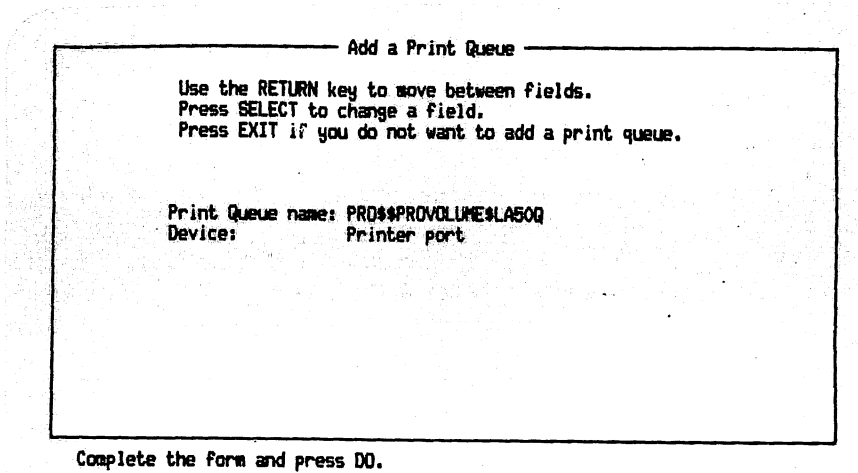 Add a Print Queue
Use the RETURN key to move between fields.
Press SELECT to change a field.
Press EXIT if you do not want to add a print queue.
Print Queue name: PRO$$PROVOLUME$LA50Q
Device: Printer port
Complete the form and press DO.